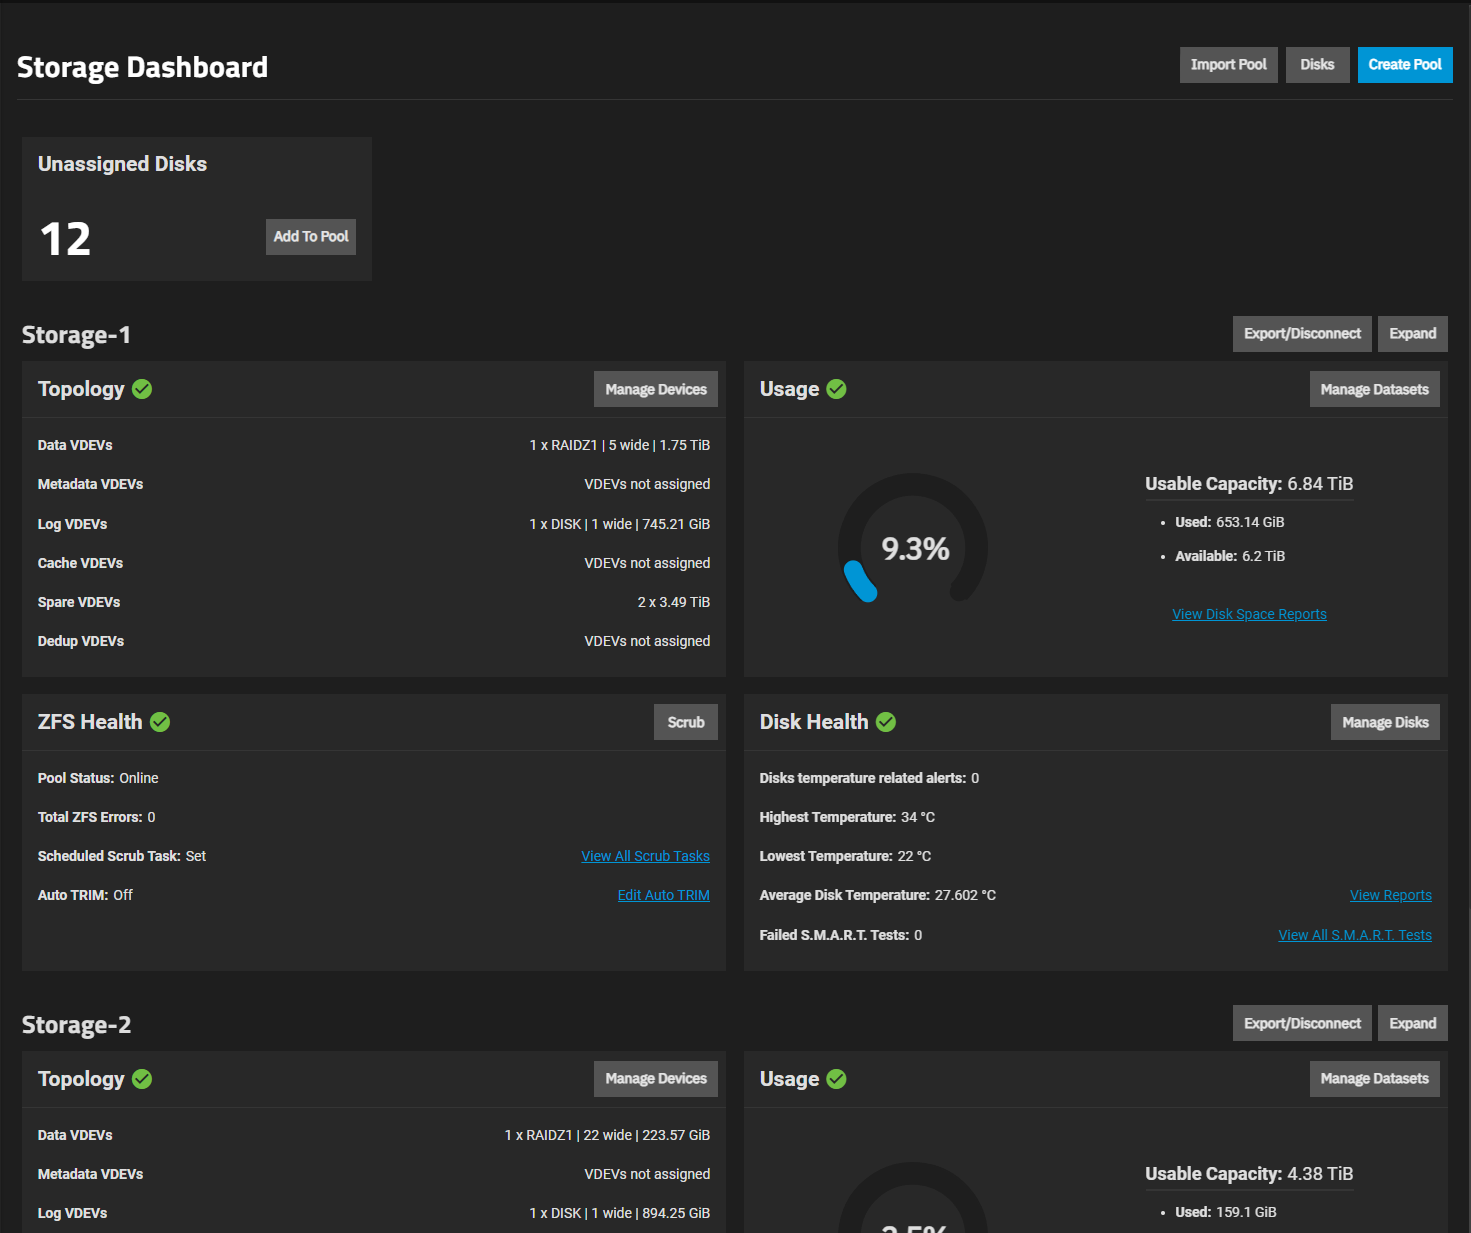 Storage Dashboard
Import Pool
Disks
Create Pool
Unassigned Disks
12
Add To Pool
Storage-1
Export/Disconnect
Expand
Topology
Manage Devices
Data VDEVs
1 x RAIDZ1 | 5 wide | 1.75 TiB
Metadata VDEVs
VDEVs not assigned
Log VDEVs
1 x DISK | 1 wide | 745.21 GiB
Cache VDEVs
VDEVs not assigned
Spare VDEVs
2 x 3.49 TiB
Dedup VDEVs
VDEVs not assigned
Usage
Manage Datasets
9.3%
Usable Capacity: 6.84 TiB
• Used: 653.14 GiB
• Available: 6.2 TiB
View Disk Space Reports
ZFS Health
Scrub
Pool Status: Online
Total ZFS Errors: 0
Scheduled Scrub Task: Set
View All Scrub Tasks
Auto TRIM: Off
Edit Auto TRIM
Disk Health
Manage Disks
Disks temperature related alerts: 0
Highest Temperature: 34 °C
Lowest Temperature: 22 °C
Average Disk Temperature: 27.602 °C
View Reports
Failed S.M.A.R.T. Tests: 0
View All S.M.A.R.T. Tests
Storage-2
Export/Disconnect
Expand
Topology
Manage Devices
Data VDEVs
1 x RAIDZ1 | 22 wide | 223.57 GiB
Metadata VDEVs
VDEVs not assigned
Log VDEVs
1 x DISK | 1 wide | 894.25 GiB
Usage
Manage Datasets
Usable Capacity: 4.38 TiB
• Used: 159.1 GiB